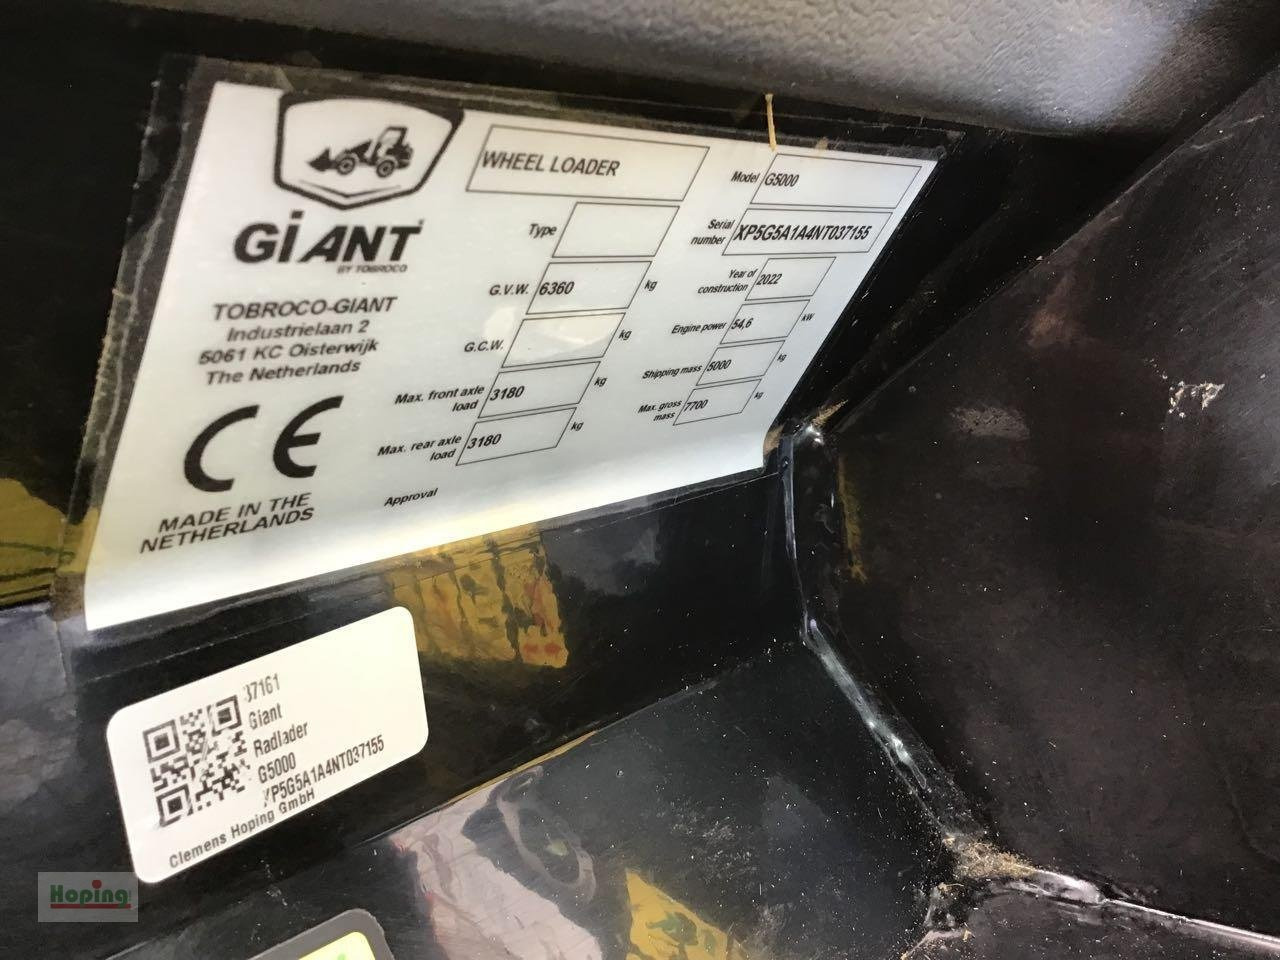 GiANT
BY TOBROCO
TOBROCO-GIANT
Industrielaan 2
5061 KC Oisterwijk
The Netherlands
CE
MADE IN THE
NETHERLANDS
WHEEL LOADER
Type
G.V.W. 6360 kg
G.C.W. kg
Max. front axle
load 3180 kg
Max. rear axle
load 3180 kg
Approval
Model G5000
Serial
number XP5G5A1A4NT037155
Year of
construction 2022
Engine power 54,6 kW
Shipping mass 5000 kg
Max. gross
mass 7700 kg
37161
Giant
Radlader
G5000
XP5G5A1A4NT037155
Clemens Hoping GmbH
Hoping